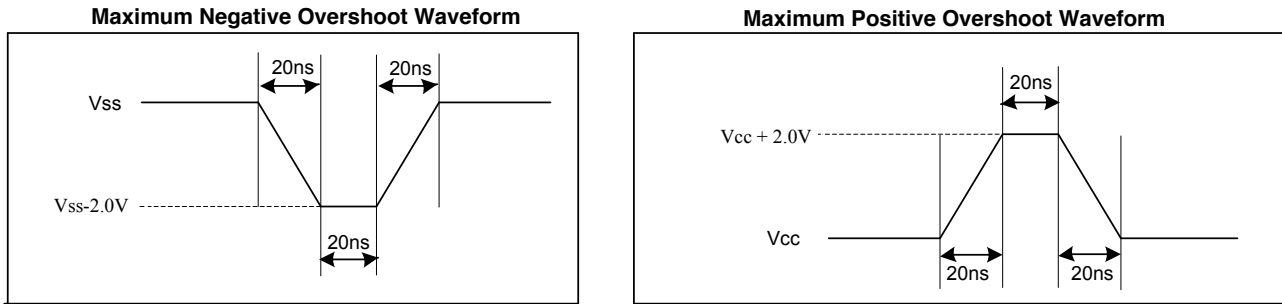 Maximum Negative Overshoot Waveform
20ns 20ns
Vss
Vss-2.0V
20ns
Maximum Positive Overshoot Waveform
20ns
Vcc + 2.0V
Vcc
20ns 20ns